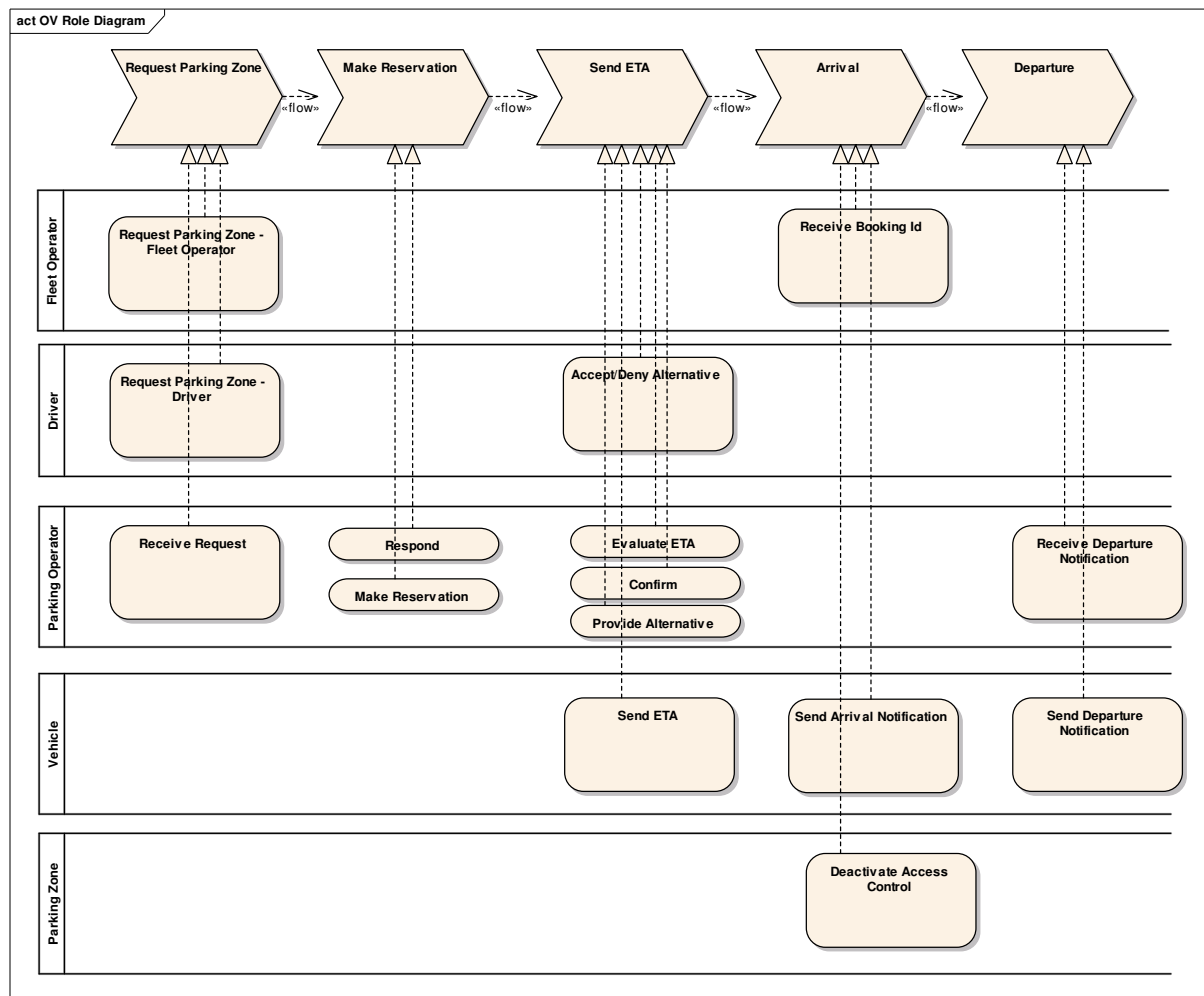 act OV Role Diagram
Request Parking Zone
Make Reservation
Send ETA
Arrival
Departure
«flow»
«flow»
«flow»
«flow»
Fleet Operator
Request Parking Zone -
Fleet Operator
Receive Booking Id
Driver
Request Parking Zone -
Driver
Accept/Deny Alternative
Parking Operator
Receive Request
Respond
Make Reservation
Evaluate ETA
Confirm
Provide Alternative
Receive Departure
Notification
Vehicle
Send ETA
Send Arrival Notification
Send Departure
Notification
Parking Zone
Deactivate Access
Control